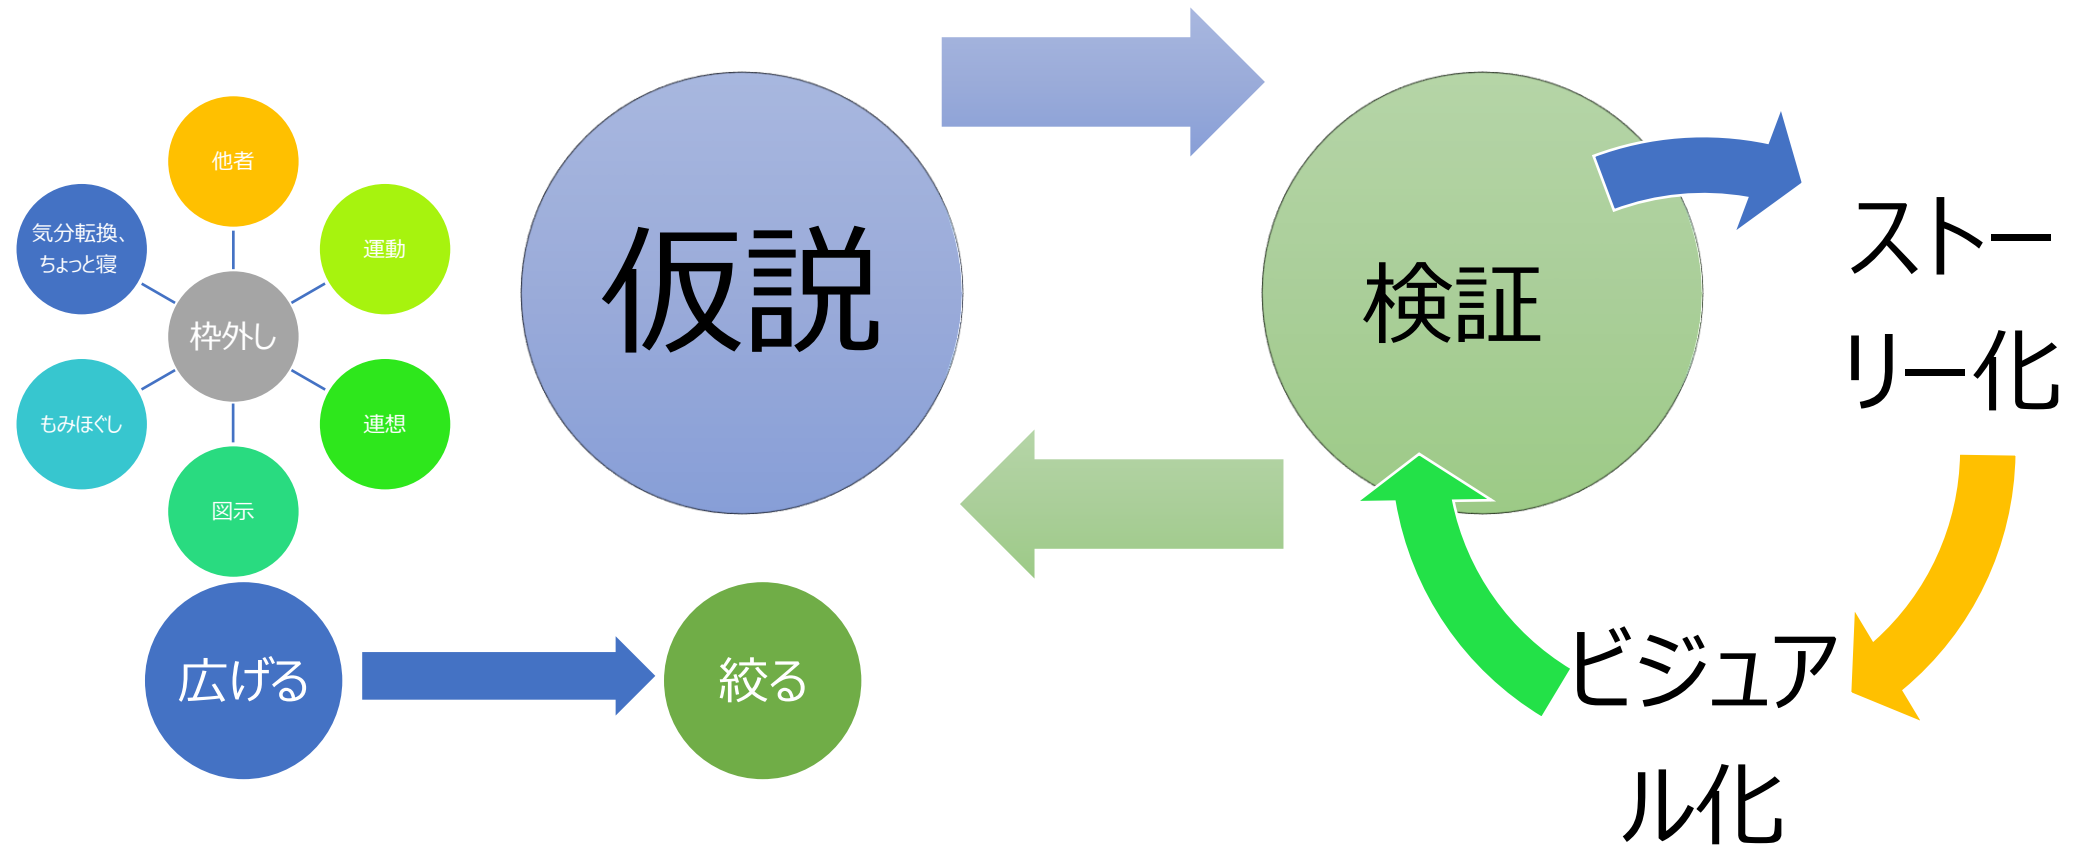 他者
気分転換、
ちょっと寝
運動
枠外し
もみほぐし
連想
図示
広げる
絞る
仮説
検証
ストー
リー化
ビジュア
ル化